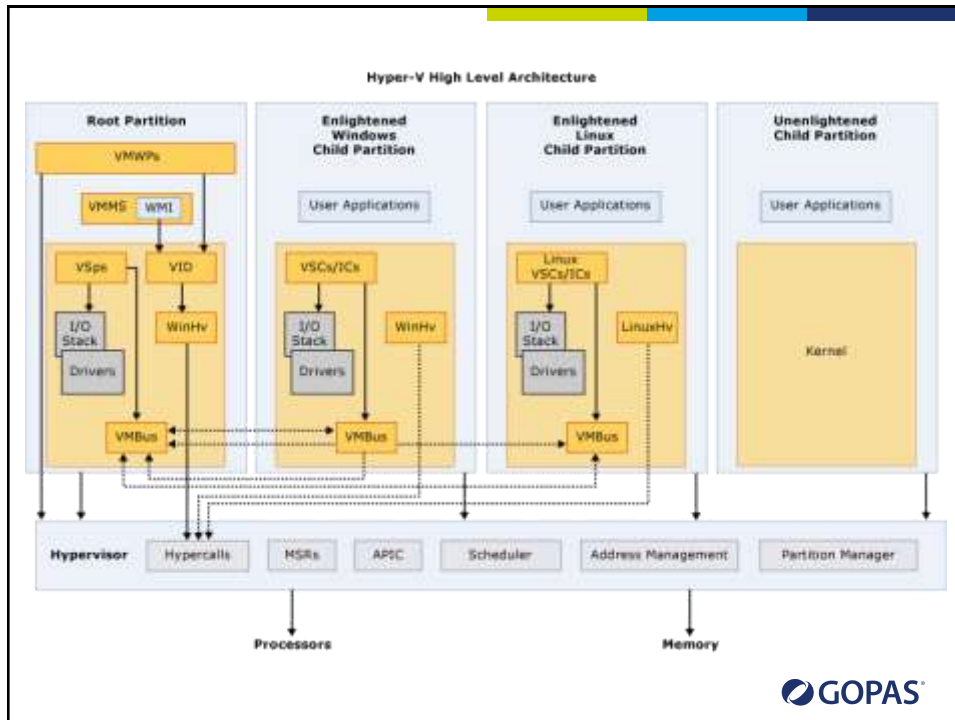 Hyper-V High Level Architecture
Root Partition
VMWPs
VMMS
WMI
VSps
VID
I/O
Stack
Drivers
WinHv
VMBus
Enlightened
Windows
Child Partition
User Applications
VSCs/ICs
I/O
Stack
Drivers
WinHv
VMBus
Enlightened
Linux
Child Partition
User Applications
Linux
VSCs/ICs
I/O
Stack
Drivers
LinuxHv
VMBus
Unenlightened
Child Partition
User Applications
Kernel
Hypervisor
Hypercalls
MSRs
APIC
Scheduler
Address Management
Partition Manager
Processors
Memory
GOPAS®